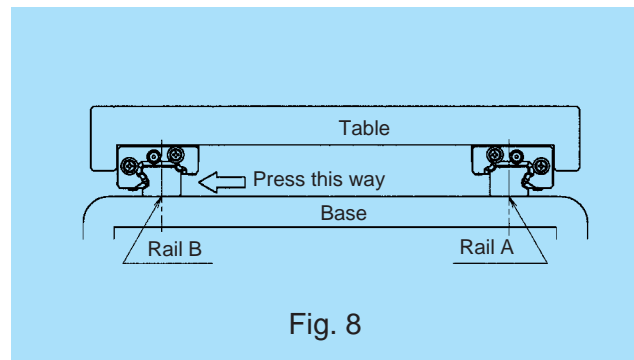 Table
Press this way
Base
Rail B
Rail A
Fig. 8